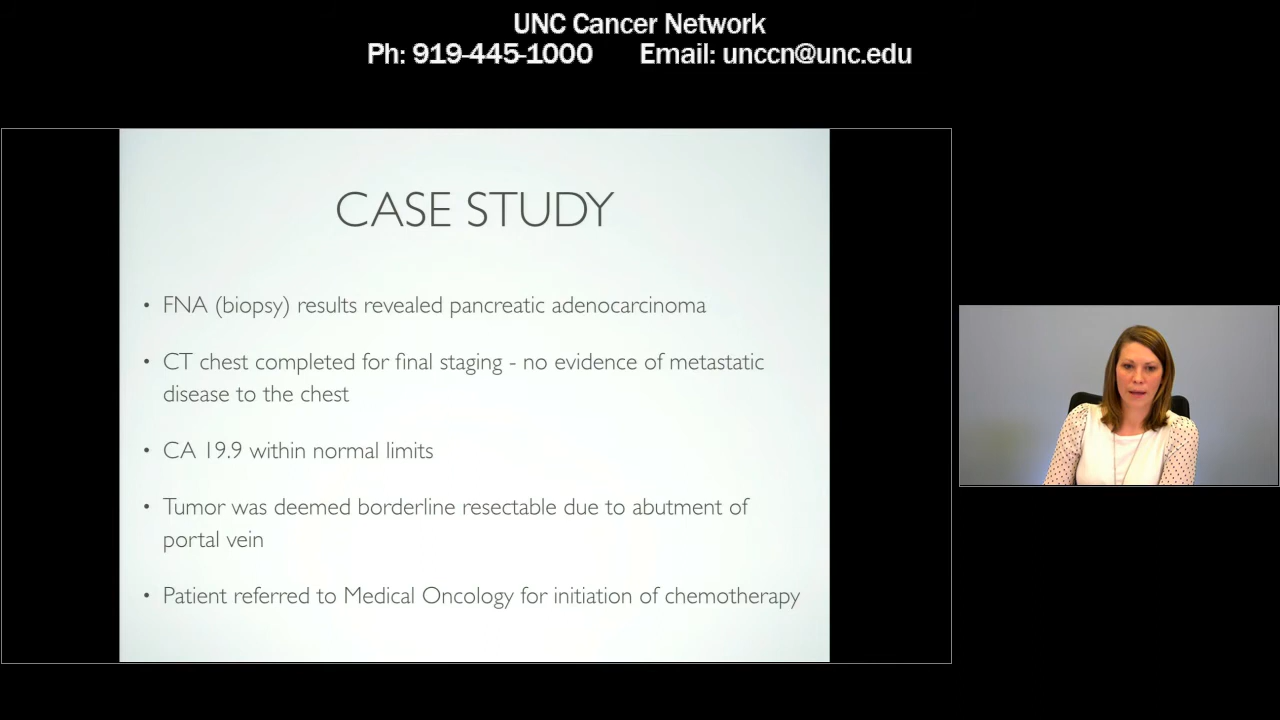 UNC Cancer Network
Ph: 919-445-1000 Email: unccn@unc.edu
CASE STUDY
• FNA (biopsy) results revealed pancreatic adenocarcinoma
• CT chest completed for final staging - no evidence of metastatic
disease to the chest
• CA 19.9 within normal limits
• Tumor was deemed borderline resectable due to abutment of
portal vein
• Patient referred to Medical Oncology for initiation of chemotherapy